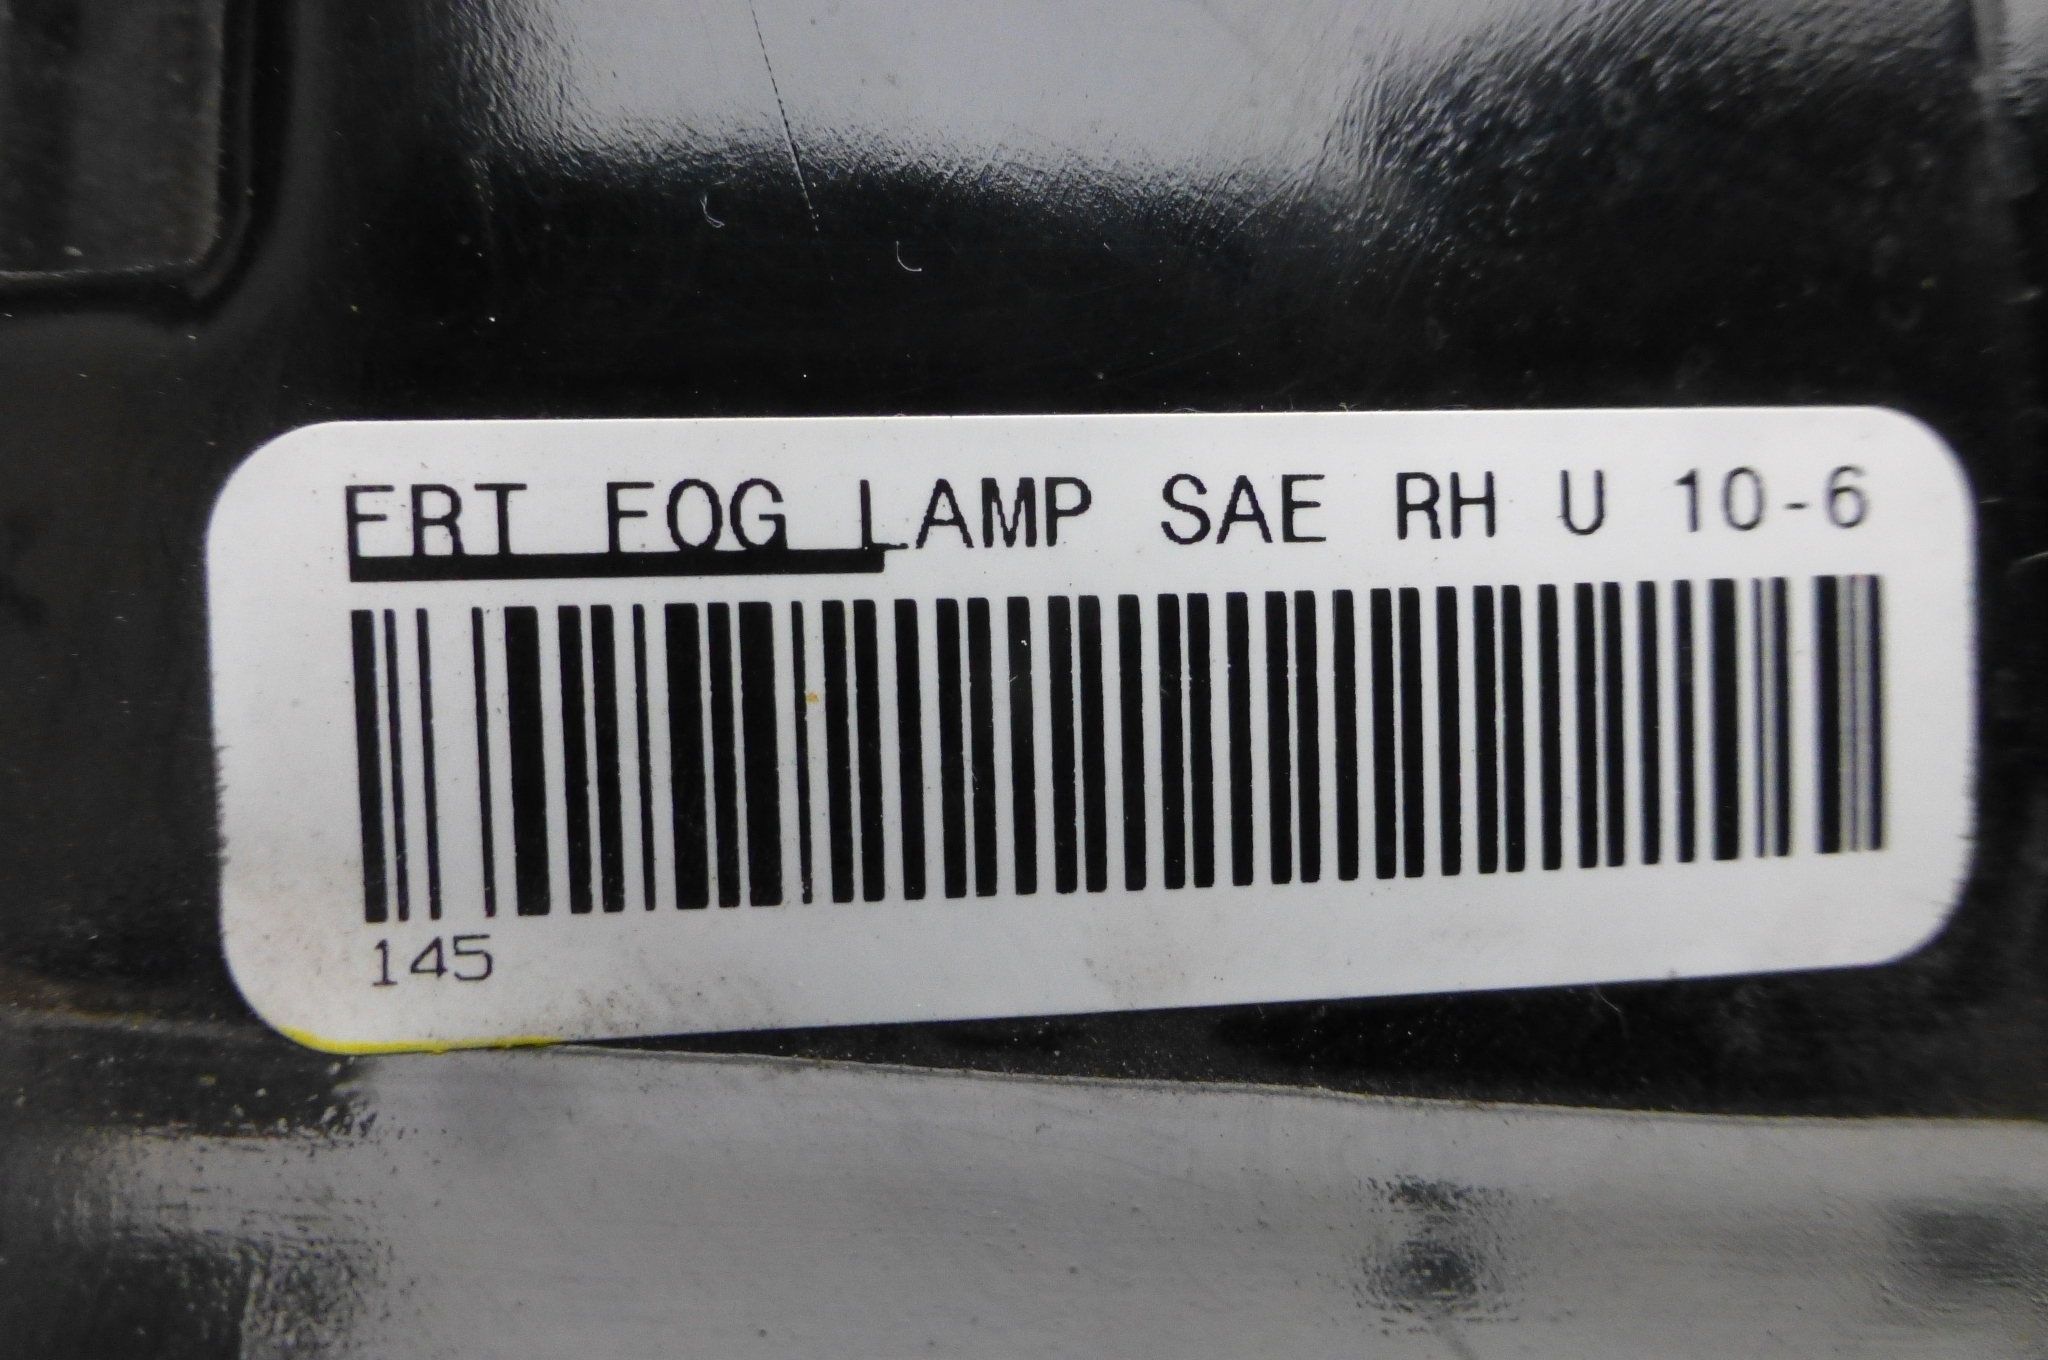 FRT FOG LAMP SAE RH U 10-6
145